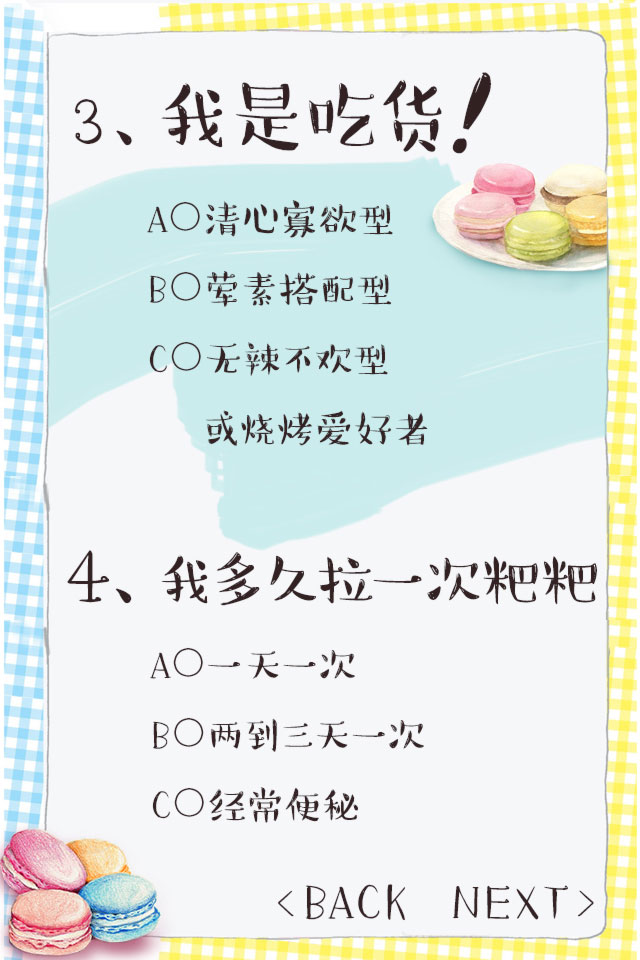 3、我是吃货!
A○清心寡欲型
B○荤素搭配型
C○无辣不欢型
或烧烤爱好者
4、我多久拉一次粑粑
A○一天一次
B○两到三天一次
C○经常便秘
<BACK NEXT>